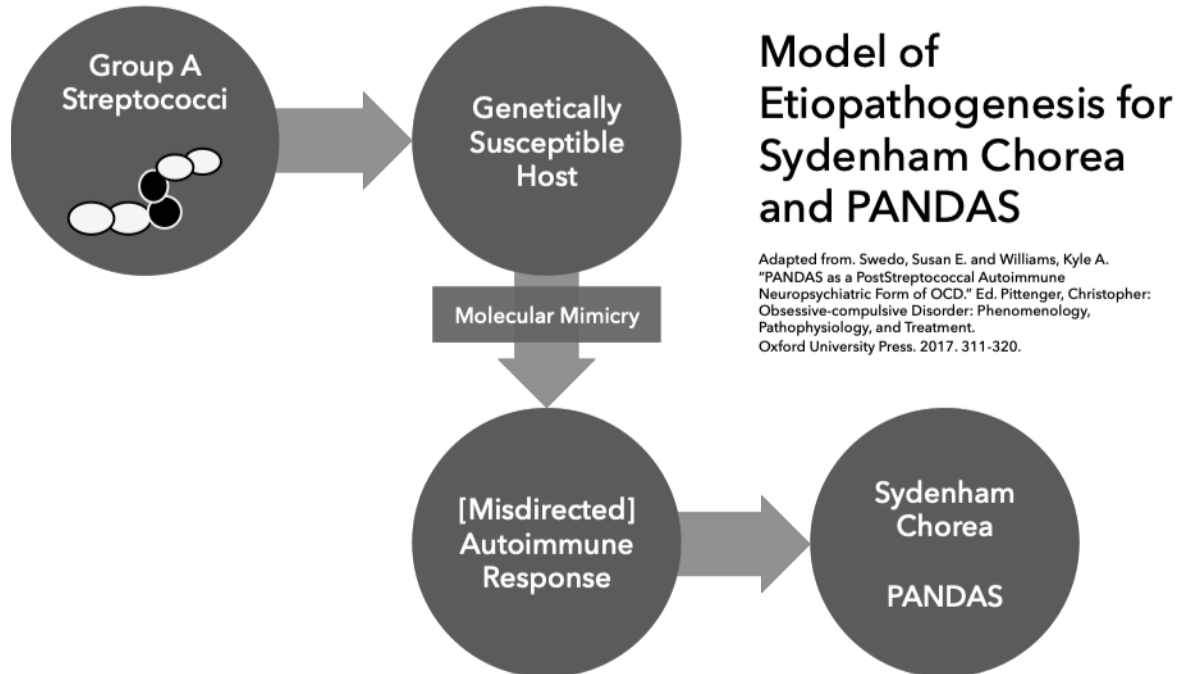 Group A
Streptococci
Genetically
Susceptible
Host
Model of
Etiopathogenesis for
Sydenham Chorea
and PANDAS
Adapted from. Swedo, Susan E. and Williams, Kyle A.
"PANDAS as a PostStreptococcal Autoimmune
Neuropsychiatric Form of OCD." Ed. Pittenger, Christopher:
Obsessive-compulsive Disorder: Phenomenology,
Pathophysiology, and Treatment.
Oxford University Press. 2017. 311-320.
Molecular Mimicry
[Misdirected]
Autoimmune
Response
Sydenham
Chorea
PANDAS